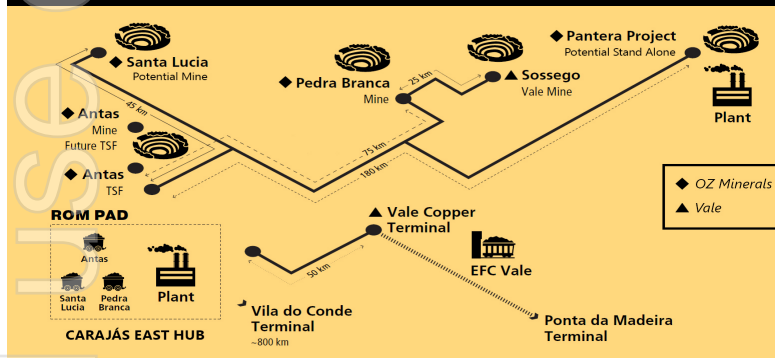 ◆ Santa Lucia
Potential Mine
◆ Pedra Branca
Mine
25 km
▲ Sossego
Vale Mine
◆ Pantera Project
Potential Stand Alone
Plant
45 km
◆ Antas
Mine
Future TSF
◆ Antas
TSF
75 km
180 km
◆ OZ Minerals
▲ Vale
ROM PAD
Antas
Santa
Lucia
Pedra
Branca
Plant
CARAJÁS EAST HUB
▲ Vale Copper
Terminal
50 km
EFC Vale
Vila do Conde
Terminal
~800 km
Ponta da Madeira
Terminal
use